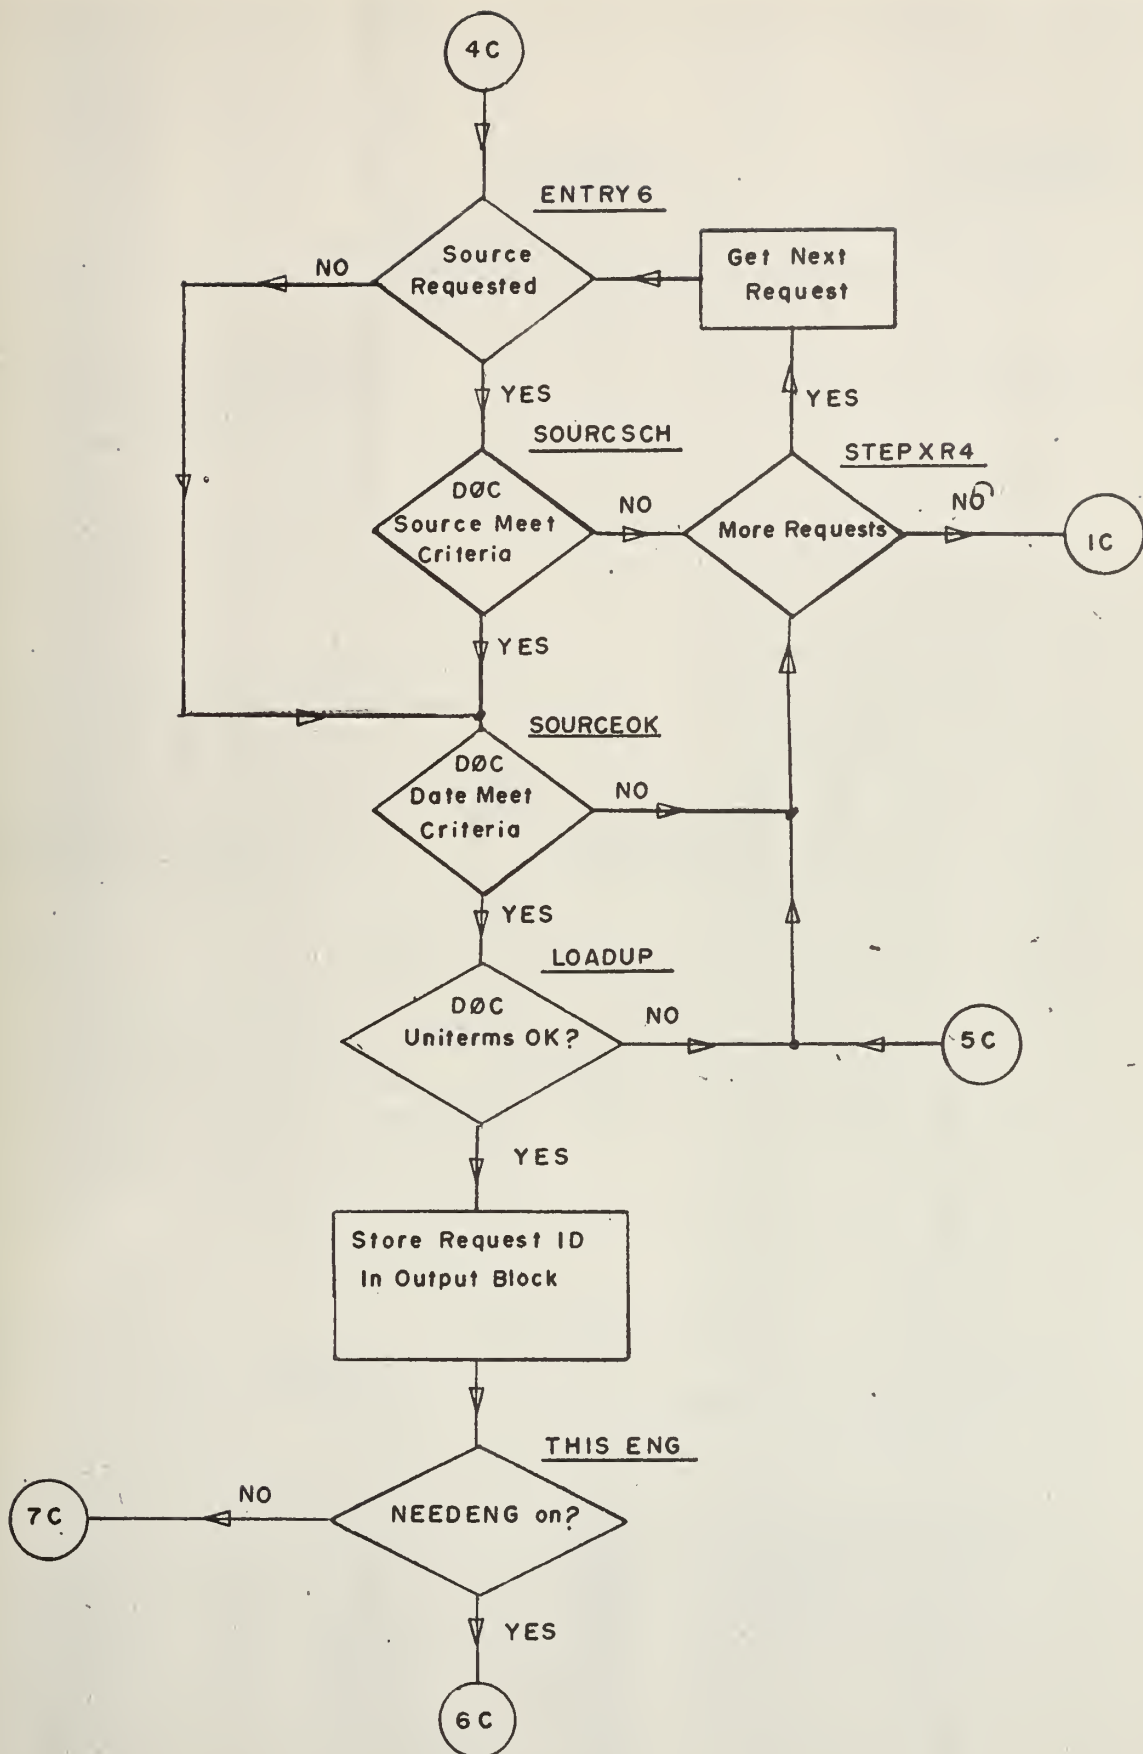 4C
ENTRY 6
Source
Requested
NO
Get Next
Request
YES
YES
SOURCSCH
STEPXR4
DØC
Source Meet
Criteria
NO
More Requests
NO
1C
YES
SOURCEOK
DØC
Date Meet
Criteria
NO
YES
LOADUP
DØC
Uniterms OK?
NO
5C
YES
Store Request ID
In Output Block
THIS ENG
NEEDENG on?
NO
7C
YES
6C